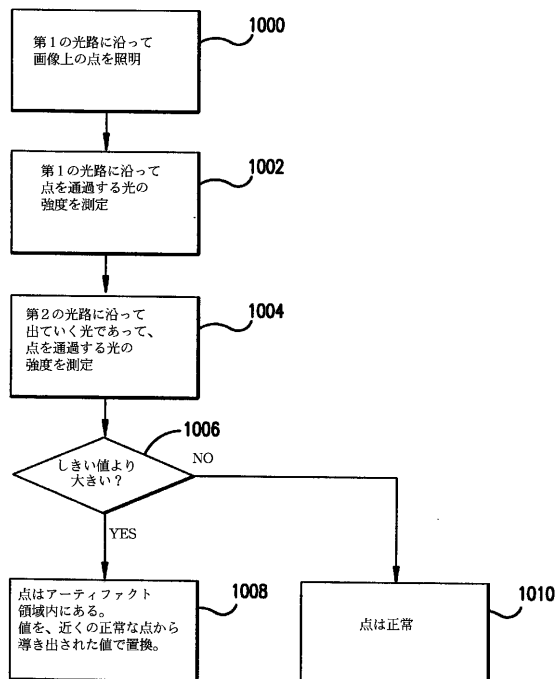 第1の光路に沿って
画像上の点を照明
1000
第1の光路に沿って
点を通過する光の
強度を測定
1002
第2の光路に沿って
出ていく光であって、
点を通過する光の
強度を測定
1004
しきい値より
大きい？
1006
NO
YES
点はアーティファクト
領域内にある。
値を、近くの正常な点から
導き出された値で置換。
1008
点は正常
1010